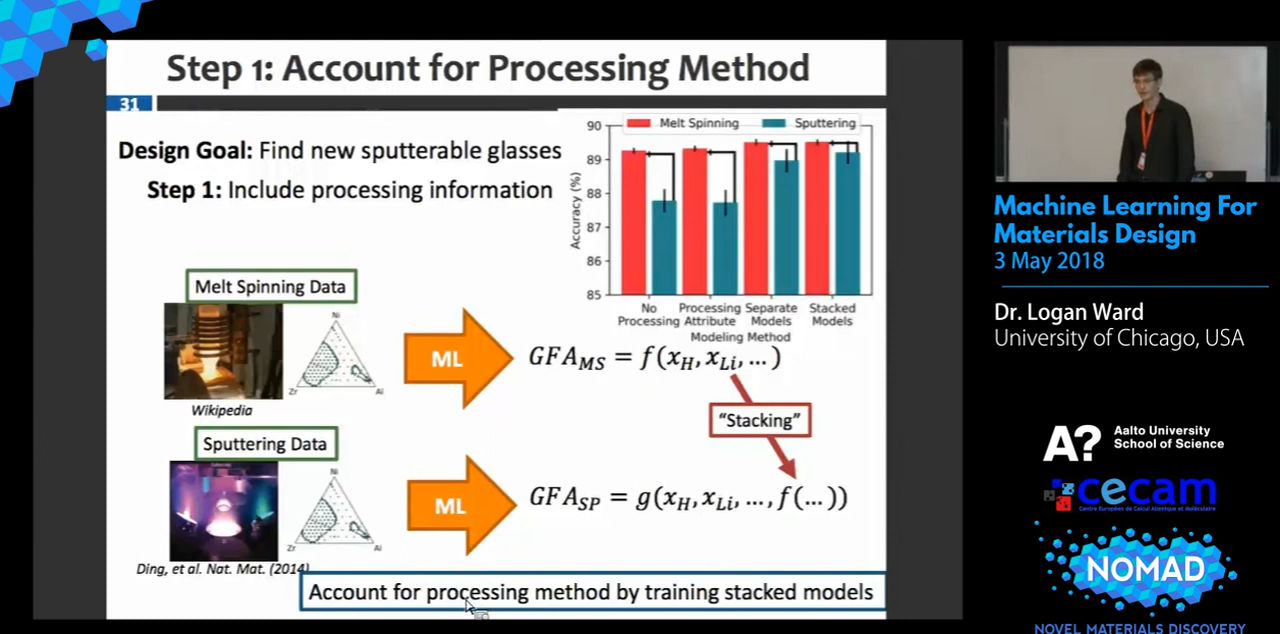 Step 1: Account for Processing Method
31
Design Goal: Find new sputterable glasses
Step 1: Include processing information
Melt Spinning
Sputtering
90
89
88
87
86
85
Accuracy (%)
No Processing
Processing Attribute
Separate Models
Stacked Models
Modeling Method
Melt Spinning Data
Ni
Zr
Al
Wikipedia
ML
GFA_MS = f(x_H, x_Li, ...)
"Stacking"
Sputtering Data
Ni
Zr
Al
Ding, et al. Nat. Mat. (2014)
ML
GFA_SP = g(x_H, x_Li, ..., f(...))
Account for processing method by training stacked models
Machine Learning For
Materials Design
3 May 2018
Dr. Logan Ward
University of Chicago, USA
A?
Aalto University
School of Science
cecam
Centre Européen de Calcul Atomique et Moléculaire
NOMAD
NOVEL MATERIALS DISCOVERY